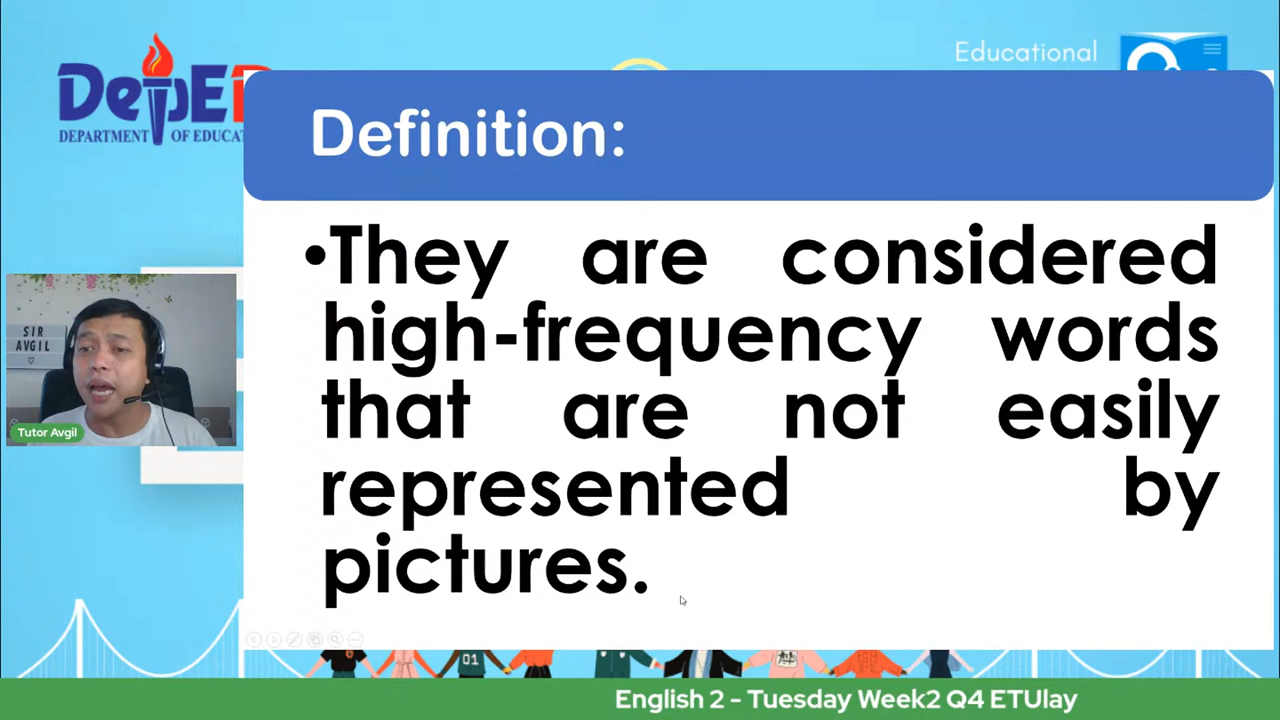 DepED
DEPARTMENT OF EDUCAT
Educational
Definition:
•They are considered
high-frequency words
that are not easily
represented by
pictures.
SIR
AVGIL
Tutor Avgil
01
English 2 - Tuesday Week2 Q4 ETUlay